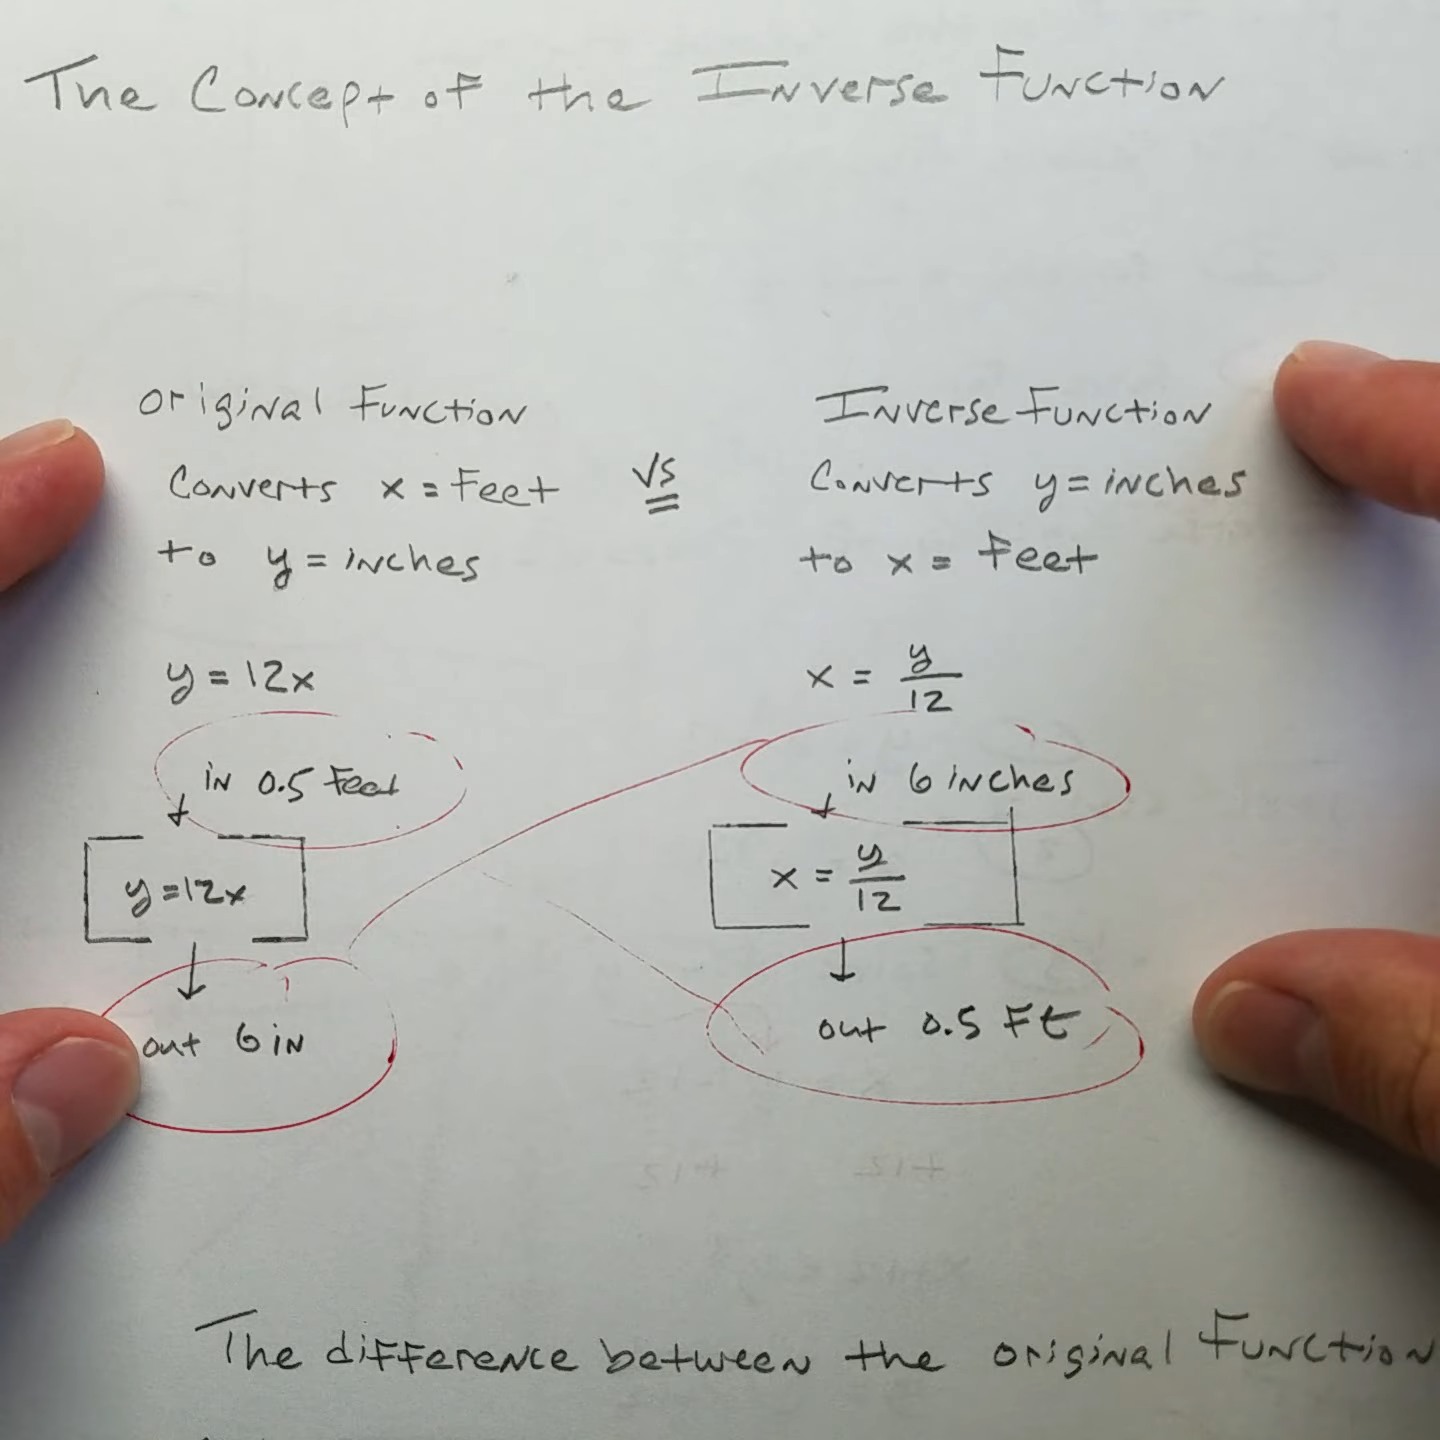 The Concept of the Inverse Function
original Function
Converts x = Feet
to y = inches
y = 12x
in 0.5 Feet
y = 12x
out 6 in
VS
Inverse Function
Converts y = inches
to x = Feet
x = y/12
in 6 inches
x = y/12
out 0.5 Ft
The difference between the original Function